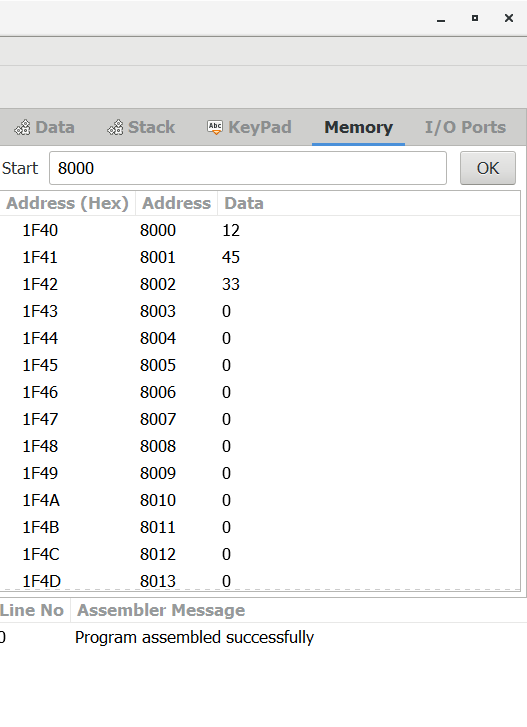 Data Stack Abc KeyPad Memory I/O Ports
Start 8000 OK
Address (Hex) Address Data
1F40 8000 12
1F41 8001 45
1F42 8002 33
1F43 8003 0
1F44 8004 0
1F45 8005 0
1F46 8006 0
1F47 8007 0
1F48 8008 0
1F49 8009 0
1F4A 8010 0
1F4B 8011 0
1F4C 8012 0
1F4D 8013 0
Line No Assembler Message
0 Program assembled successfully